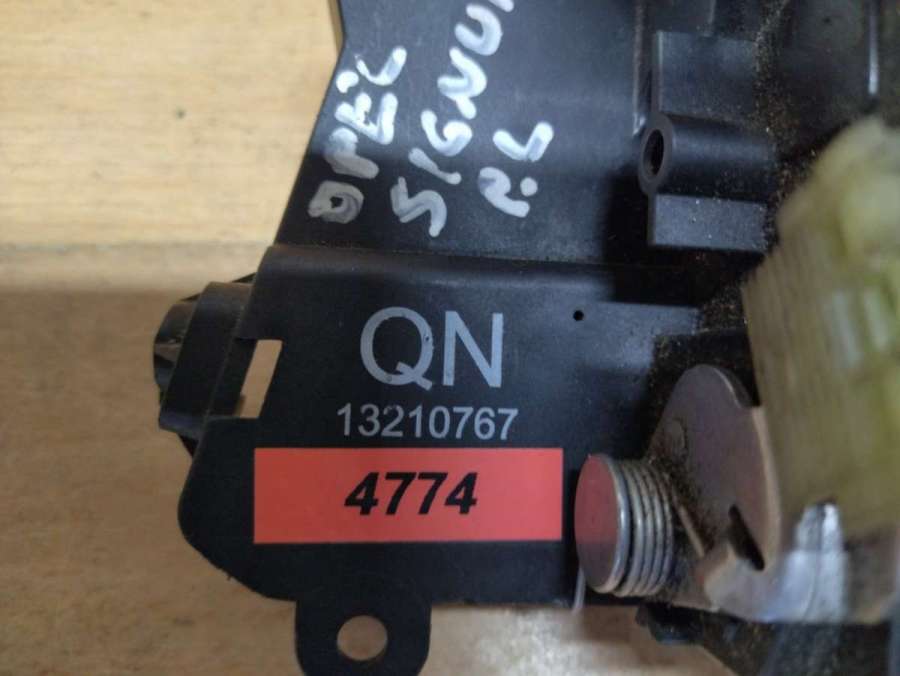 OPEL
SIGNUM
R.L
QN
13210767
4774